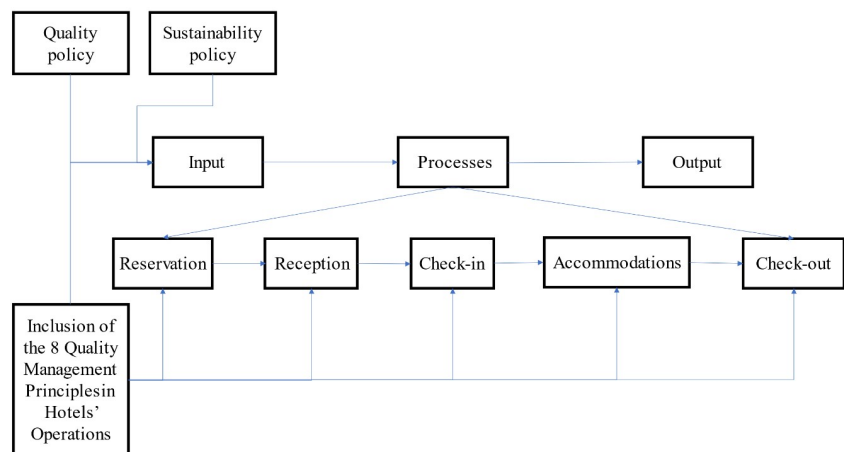 Quality
policy
Sustainability
policy
Input
Processes
Output
Reservation
Reception
Check-in
Accommodations
Check-out
Inclusion of
the 8 Quality
Management
Principlesin
Hotels’
Operations